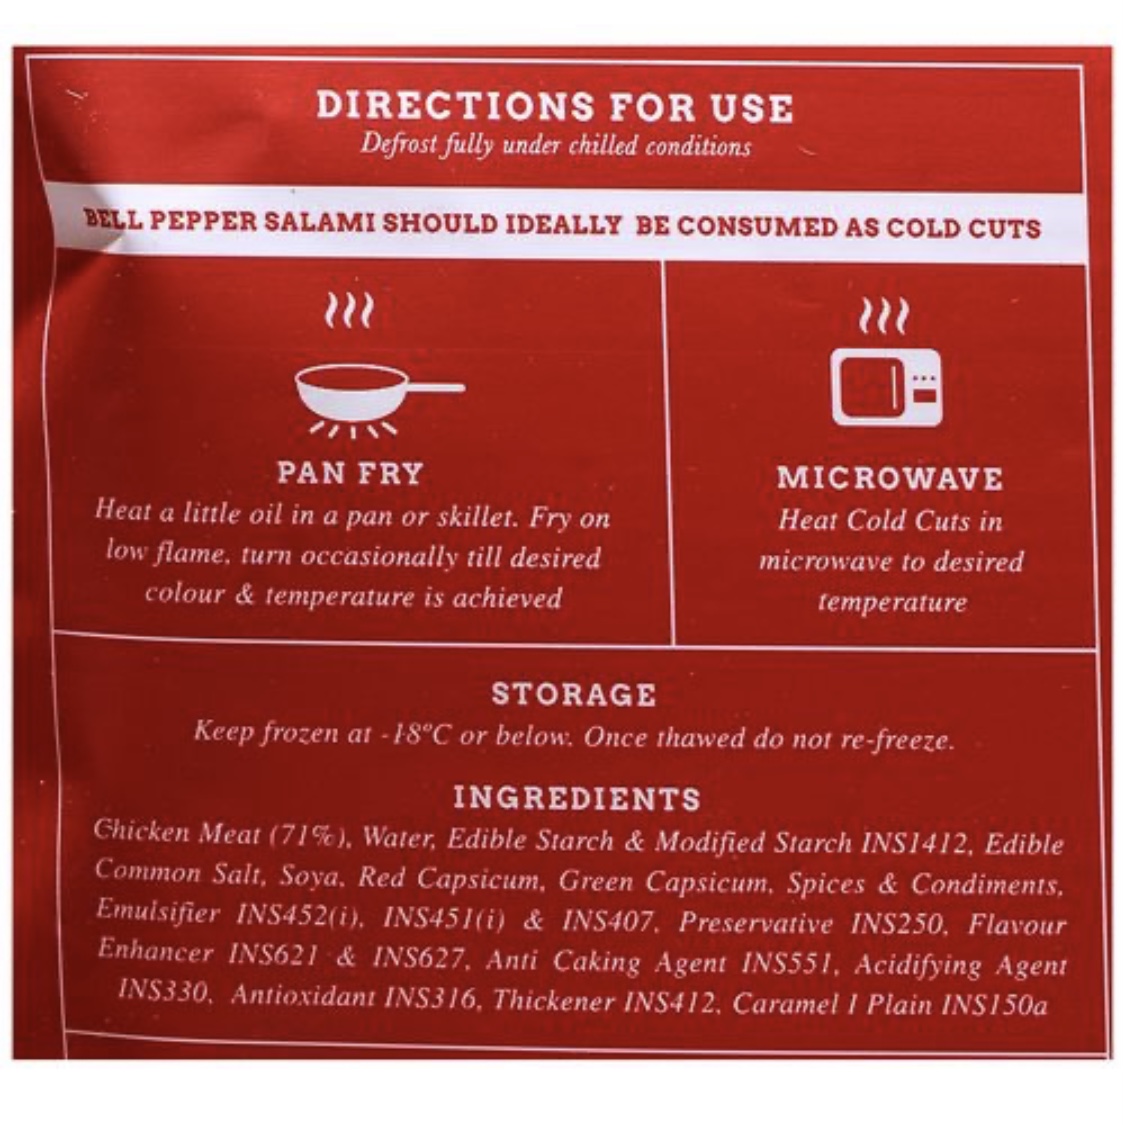 DIRECTIONS FOR USE
Defrost fully under chilled conditions
BELL PEPPER SALAMI SHOULD IDEALLY BE CONSUMED AS COLD CUTS
PAN FRY
Heat a little oil in a pan or skillet. Fry on
low flame, turn occasionally till desired
colour & temperature is achieved
MICROWAVE
Heat Cold Cuts in
microwave to desired
temperature
STORAGE
Keep frozen at -18ºC or below. Once thawed do not re-freeze.
INGREDIENTS
Chicken Meat (71%), Water, Edible Starch & Modified Starch INS1412, Edible
Common Salt, Soya, Red Capsicum, Green Capsicum, Spices & Condiments,
Emulsifier INS452(i), INS451(i) & INS407, Preservative INS250, Flavour
Enhancer INS621 & INS627, Anti Caking Agent INS551, Acidifying Agent
INS330, Antioxidant INS316, Thickener INS412, Caramel I Plain INS150a